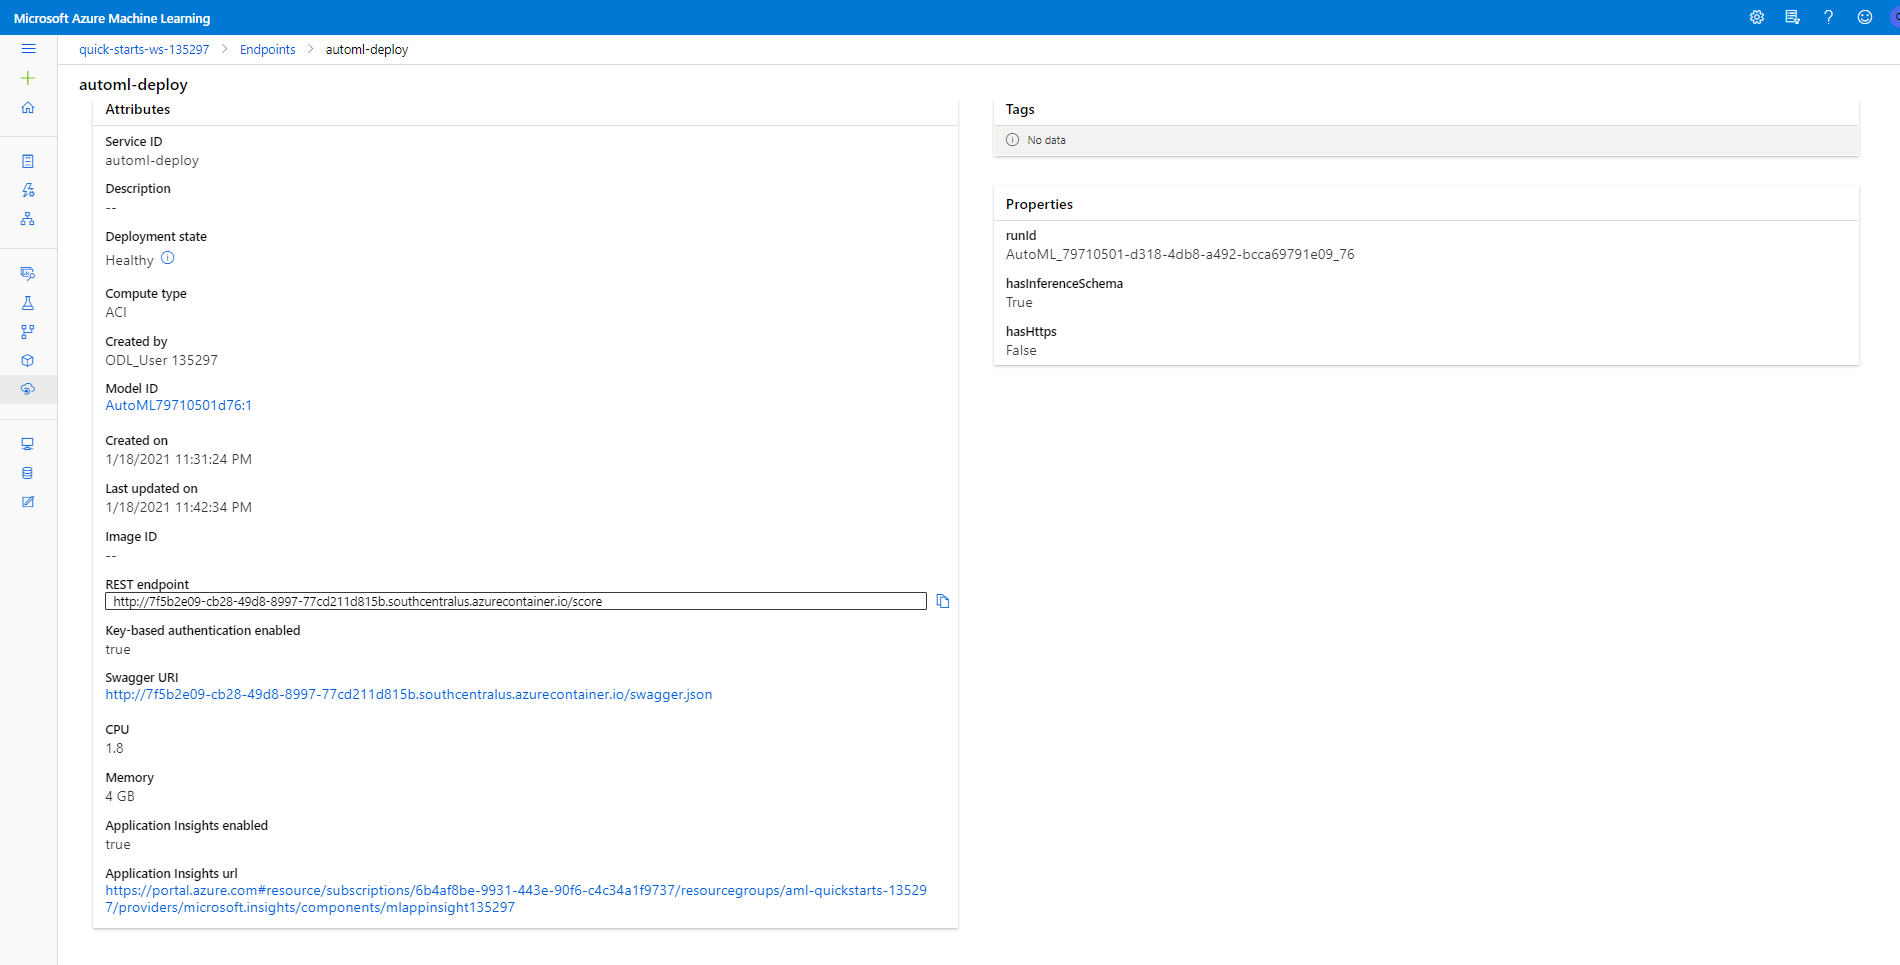 Microsoft Azure Machine Learning
quick-starts-ws-135297 > Endpoints > automl-deploy
automl-deploy
Attributes
Service ID
automl-deploy
Description
--
Deployment state
Healthy
Compute type
ACI
Created by
ODL_User 135297
Model ID
AutoML79710501d76:1
Created on
1/18/2021 11:31:24 PM
Last updated on
1/18/2021 11:42:34 PM
Image ID
--
REST endpoint
http://7f5b2e09-cb28-49d8-8997-77cd211d815b.southcentralus.azurecontainer.io/score
Key-based authentication enabled
true
Swagger URI
http://7f5b2e09-cb28-49d8-8997-77cd211d815b.southcentralus.azurecontainer.io/swagger.json
CPU
1.8
Memory
4 GB
Application Insights enabled
true
Application Insights url
https://portal.azure.com#resource/subscriptions/6b4af8be-9931-443e-90f6-c4c34a1f9737/resourcegroups/aml-quickstarts-13529
7/providers/microsoft.insights/components/mlappinsight135297
Tags
No data
Properties
runId
AutoML_79710501-d318-4db8-a492-bcca69791e09_76
hasInferenceSchema
True
hasHttps
False